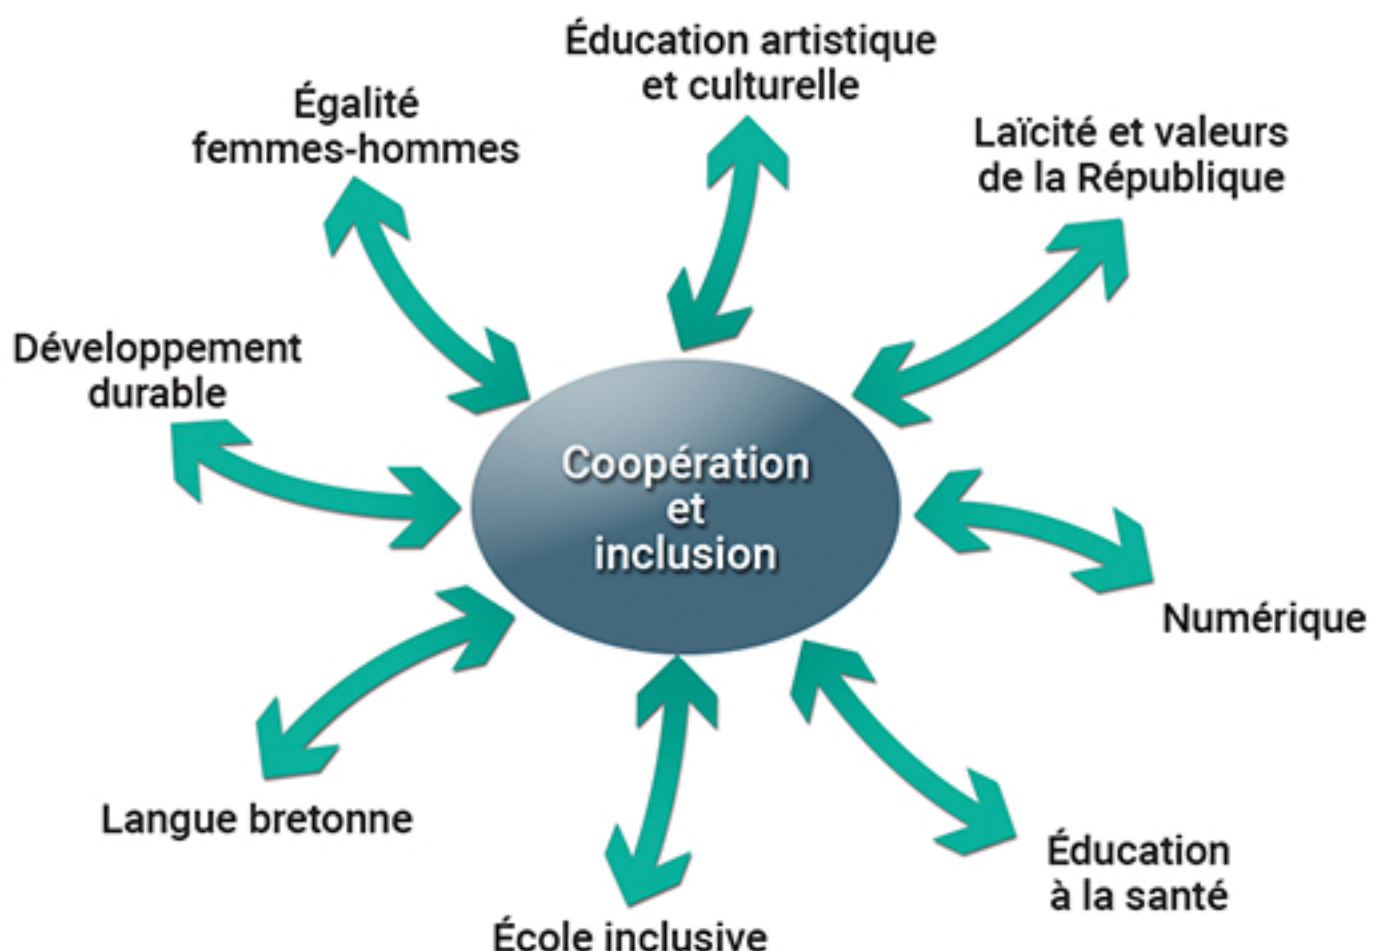 Éducation artistique
et culturelle
Égalité
femmes-hommes
Laïcité et valeurs
de la République
Développement
durable
Coopération
et
inclusion
Numérique
Langue bretonne
Éducation
à la santé
École inclusive